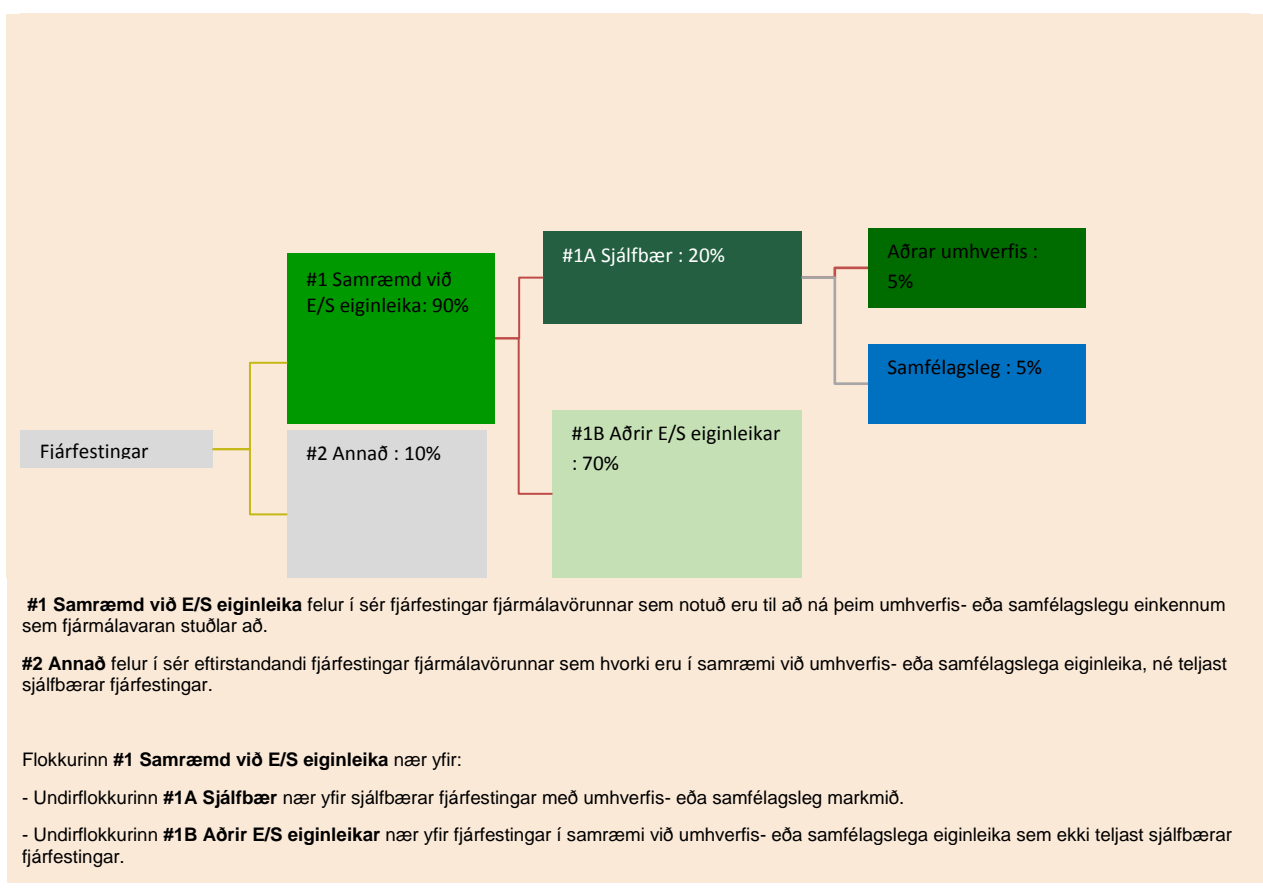 Fjárfestingar
#1 Samræmd við
E/S eiginleika: 90%
#2 Annað : 10%
#1A Sjálfbær : 20%
#1B Aðrir E/S eiginleikar
: 70%
Aðrar umhverfis :
5%
Samfélagsleg : 5%
#1 Samræmd við E/S eiginleika felur í sér fjárfestingar fjármálavörunnar sem notuð eru til að ná þeim umhverfis- eða samfélagslegu einkennum
sem fjármálavaran stuðlar að.
#2 Annað felur í sér eftirstandandi fjárfestingar fjármálavörunnar sem hvorki eru í samræmi við umhverfis- eða samfélagslega eiginleika, né teljast
sjálfbærar fjárfestingar.
Flokkurinn #1 Samræmd við E/S eiginleika nær yfir:
- Undirflokkurinn #1A Sjálfbær nær yfir sjálfbærar fjárfestingar með umhverfis- eða samfélagsleg markmið.
- Undirflokkurinn #1B Aðrir E/S eiginleikar nær yfir fjárfestingar í samræmi við umhverfis- eða samfélagslega eiginleika sem ekki teljast sjálfbærar
fjárfestingar.